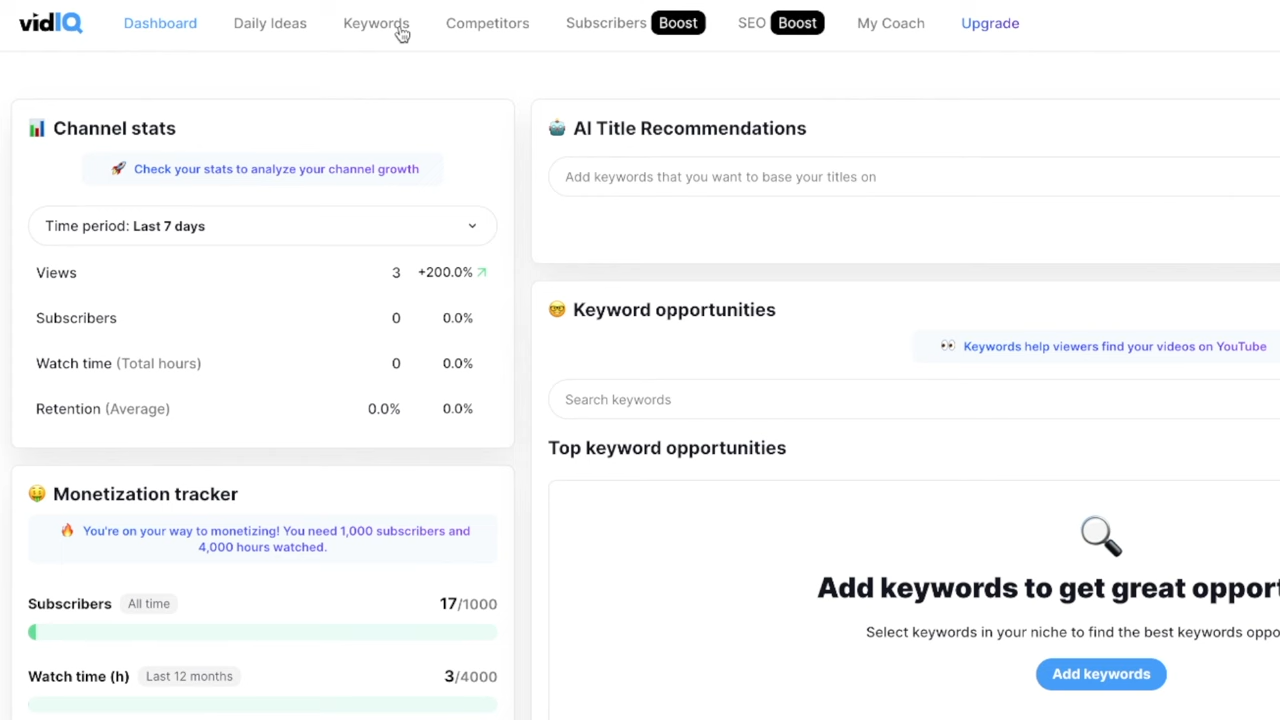 vidIQ Dashboard Daily Ideas Keywords Competitors Subscribers Boost SEO Boost My Coach Upgrade
Channel stats
Check your stats to analyze your channel growth
Time period: Last 7 days
Views 3 +200.0%
Subscribers 0 0.0%
Watch time (Total hours) 0 0.0%
Retention (Average) 0.0% 0.0%
Monetization tracker
You're on your way to monetizing! You need 1,000 subscribers and
4,000 hours watched.
Subscribers All time 17/1000
Watch time (h) Last 12 months 3/4000
AI Title Recommendations
Add keywords that you want to base your titles on
Keyword opportunities
Keywords help viewers find your videos on YouTube
Search keywords
Top keyword opportunities
Add keywords to get great opport
Select keywords in your niche to find the best keywords oppo
Add keywords